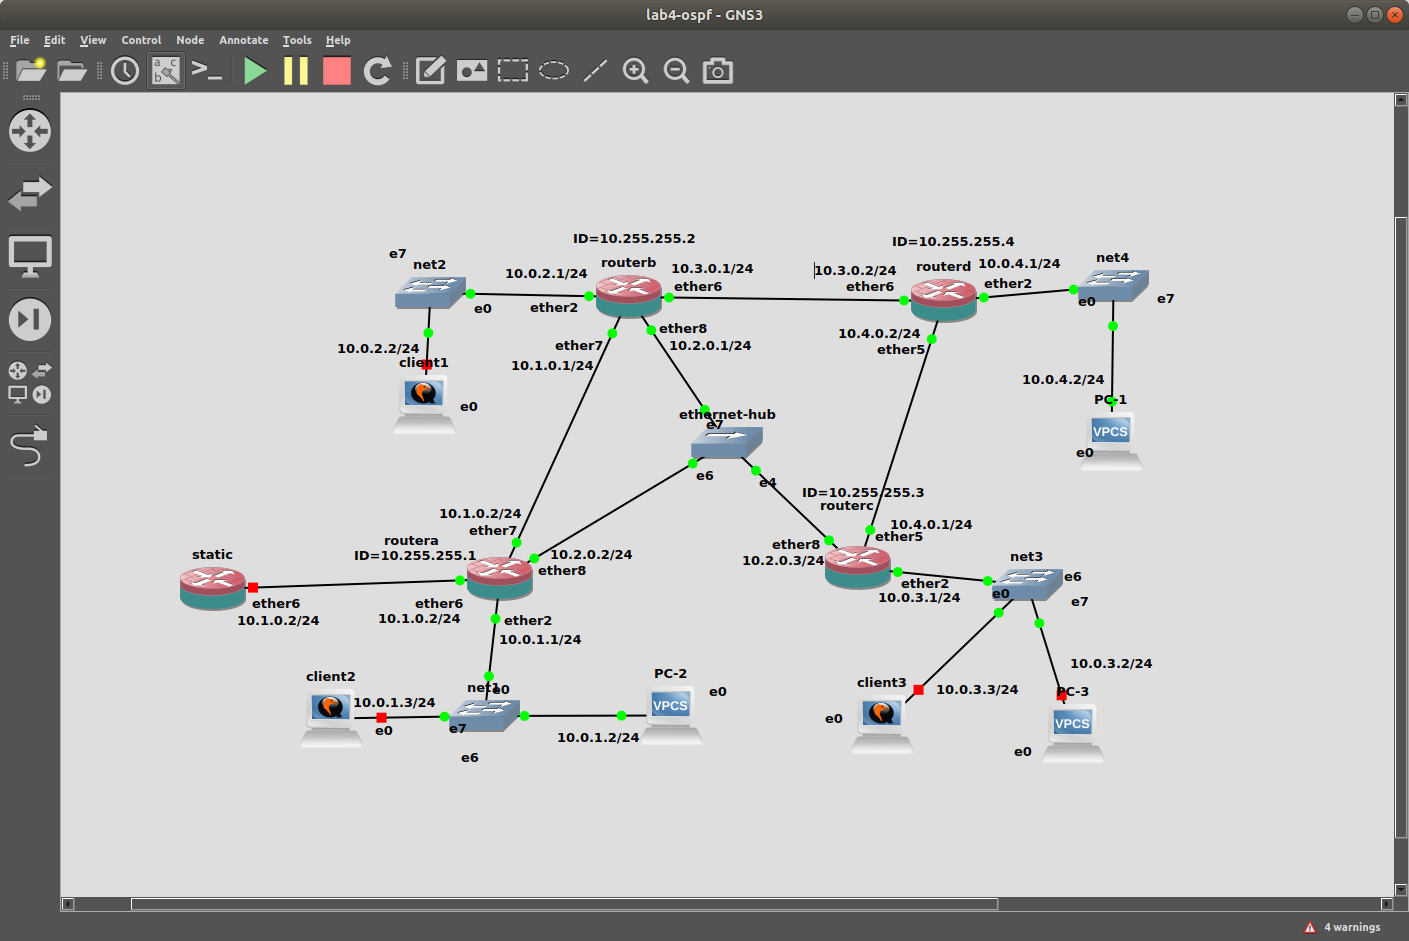 lab4-ospf - GNS3
File Edit View Control Node Annotate Tools Help
a c
b
ID=10.255.255.2
ID=10.255.255.4
e7
net2
routerb
10.0.2.1/24
10.3.0.1/24
ether6
10.3.0.2/24
ether6
routerd
10.0.4.1/24
ether2
net4
e0
e7
e0
ether2
ether8
10.2.0.1/24
ether7
10.1.0.1/24
10.4.0.2/24
ether5
10.0.2.2/24
client1
e0
10.0.4.2/24
PC-1
VPCS
e0
ethernet-hub
e7
e6
e4
ID=10.255.255.3
routerc
10.4.0.1/24
ether5
10.1.0.2/24
ether7
routera
ID=10.255.255.1
10.2.0.2/24
ether8
ether8
10.2.0.3/24
static
ether6
10.1.0.2/24
ether6
10.1.0.2/24
ether2
10.0.1.1/24
ether2
10.0.3.1/24
net3
e6
e0
e7
client2
10.0.1.3/24
e0
net1
e0
e7
e6
PC-2
VPCS
e0
10.0.1.2/24
client3
10.0.3.3/24
e0
10.0.3.2/24
PC-3
VPCS
e0
4 warnings